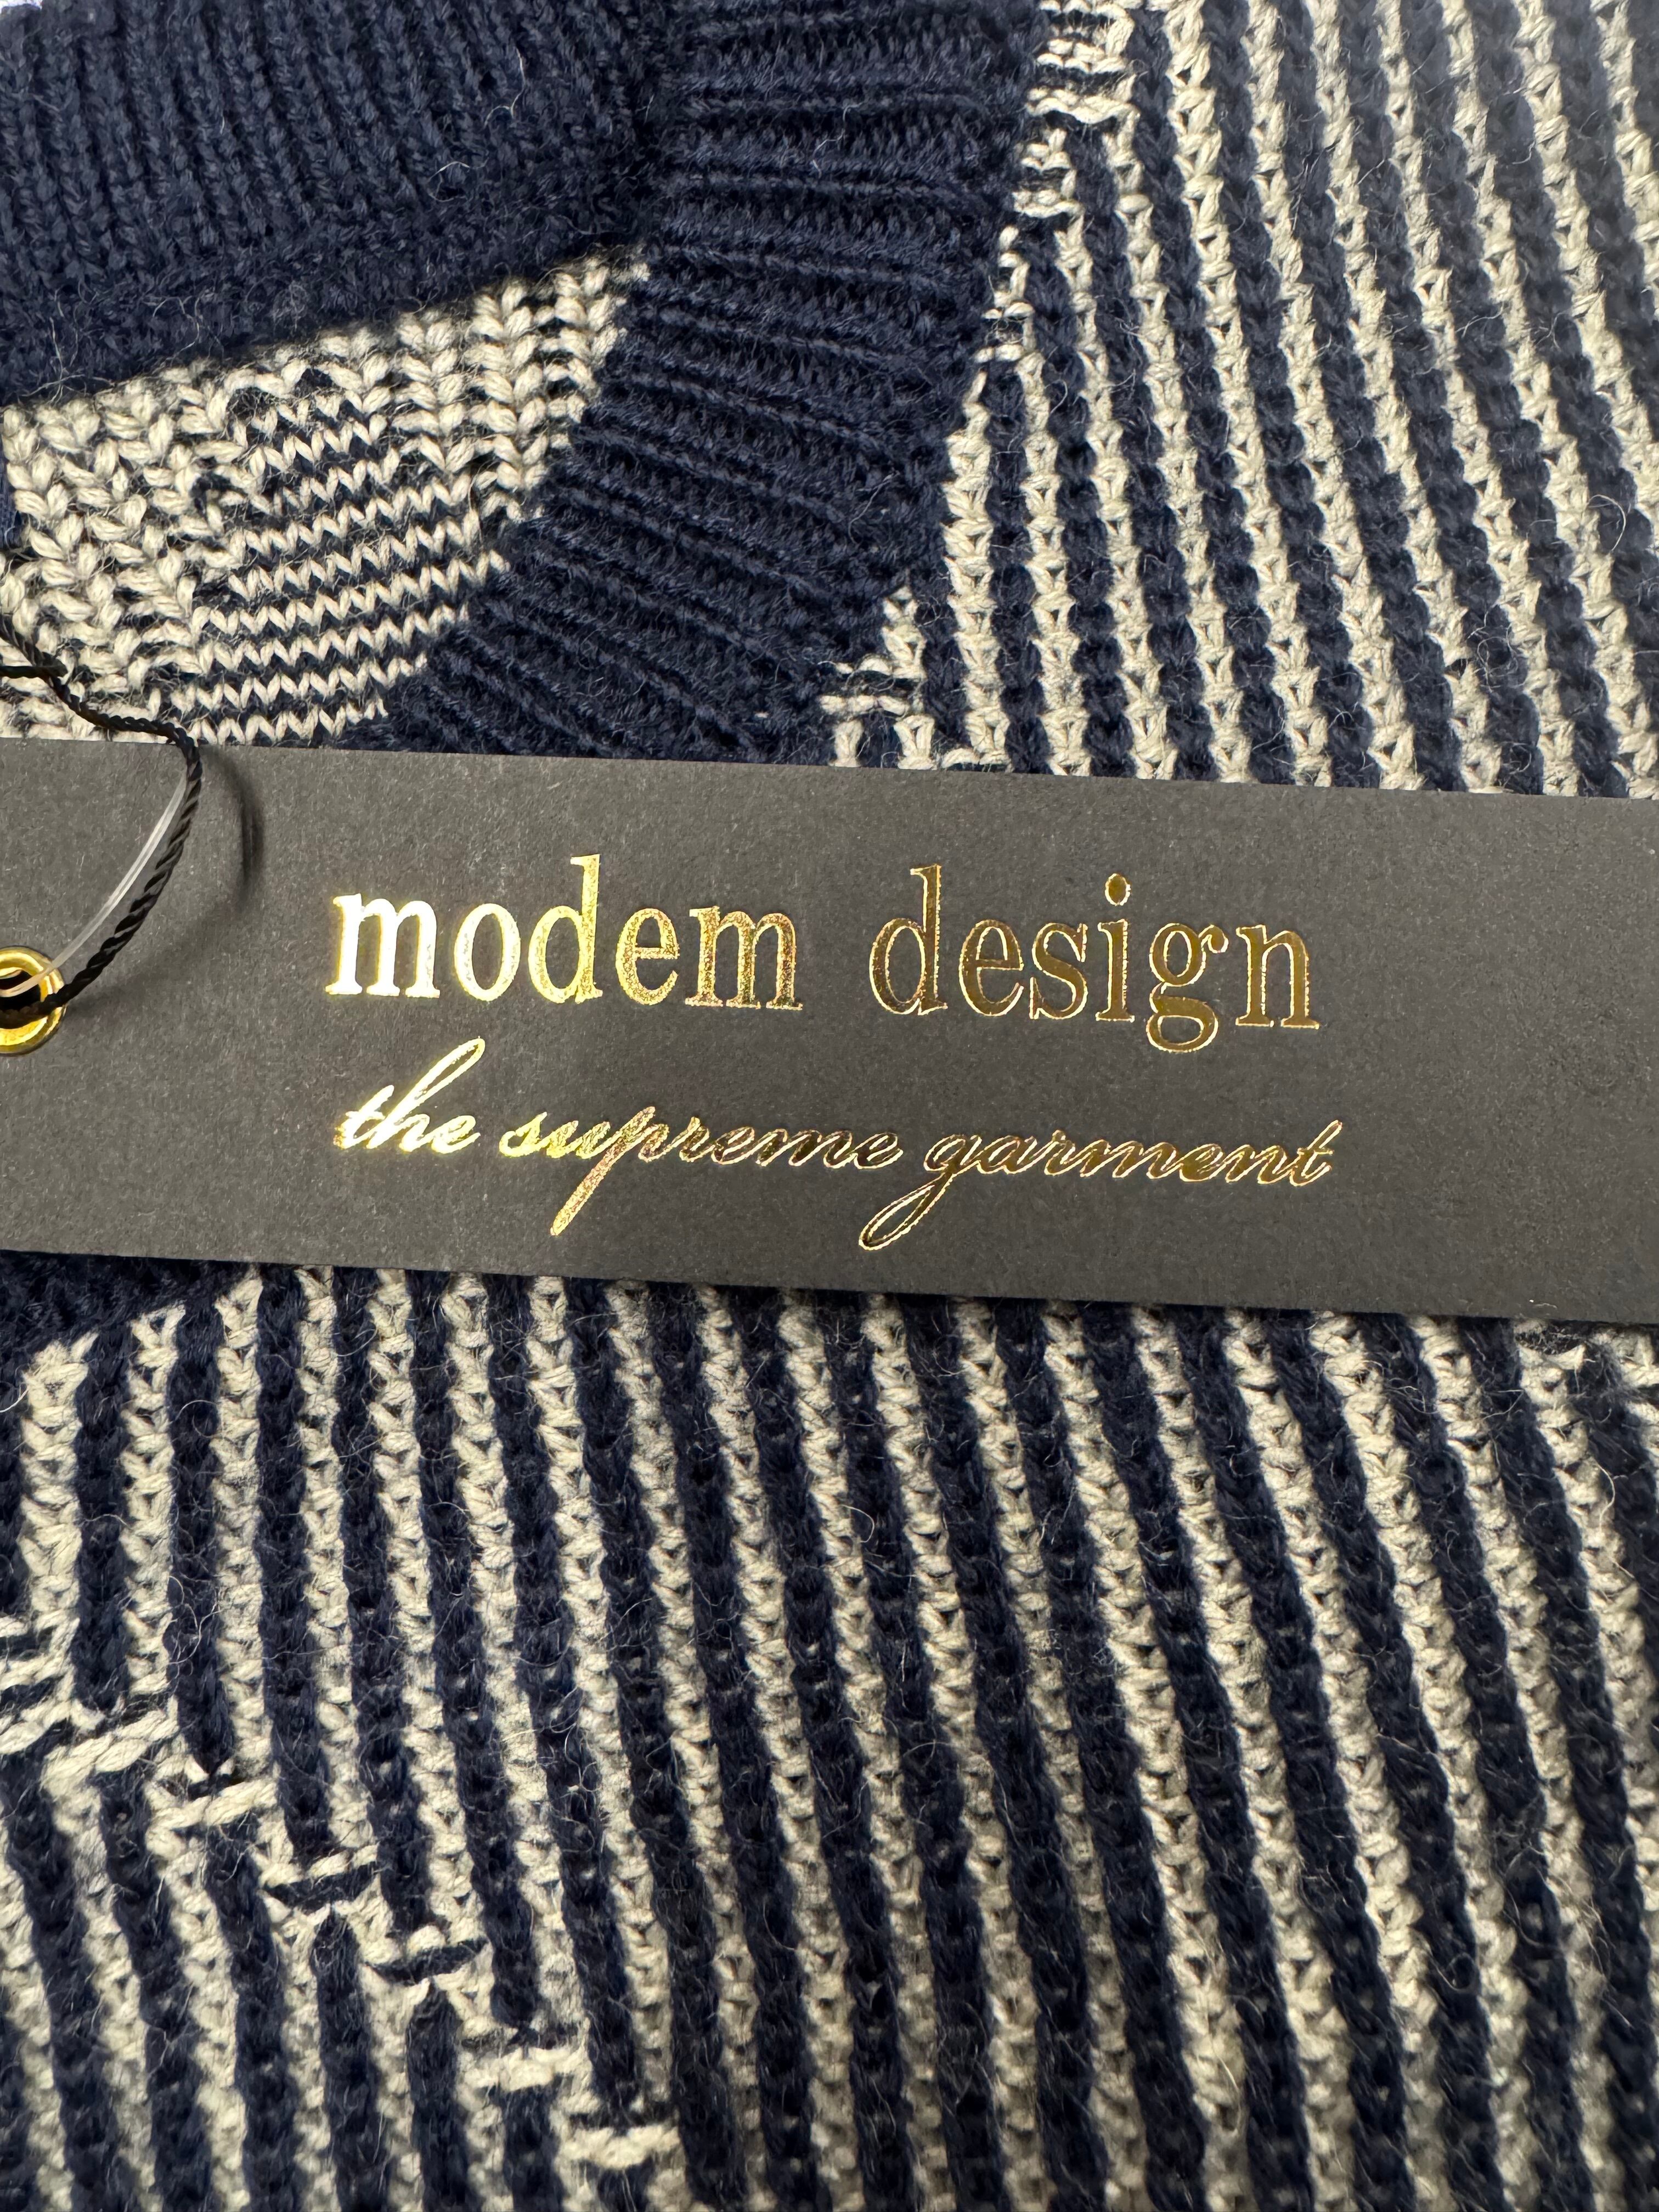 modem design
the supreme garment